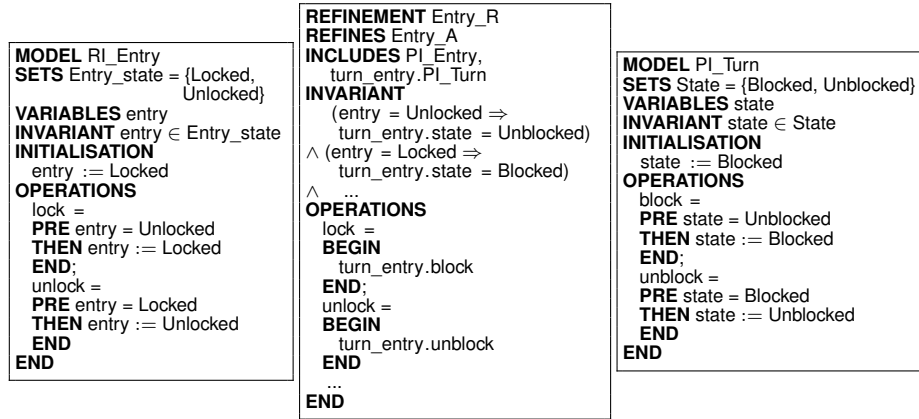 MODEL RI_Entry
SETS Entry_state = {Locked,
Unlocked}
VARIABLES entry
INVARIANT entry ∈ Entry_state
INITIALISATION
entry := Locked
OPERATIONS
lock =
PRE entry = Unlocked
THEN entry := Locked
END;
unlock =
PRE entry = Locked
THEN entry := Unlocked
END
END
REFINEMENT Entry_R
REFINES Entry_A
INCLUDES PI_Entry,
turn_entry.PI_Turn
INVARIANT
(entry = Unlocked ⇒
turn_entry.state = Unblocked)
∧ (entry = Locked ⇒
turn_entry.state = Blocked)
∧ ...
OPERATIONS
lock =
BEGIN
turn_entry.block
END;
unlock =
BEGIN
turn_entry.unblock
END
...
END
MODEL PI_Turn
SETS State = {Blocked, Unblocked}
VARIABLES state
INVARIANT state ∈ State
INITIALISATION
state := Blocked
OPERATIONS
block =
PRE state = Unblocked
THEN state := Blocked
END;
unblock =
PRE state = Blocked
THEN state := Unblocked
END
END